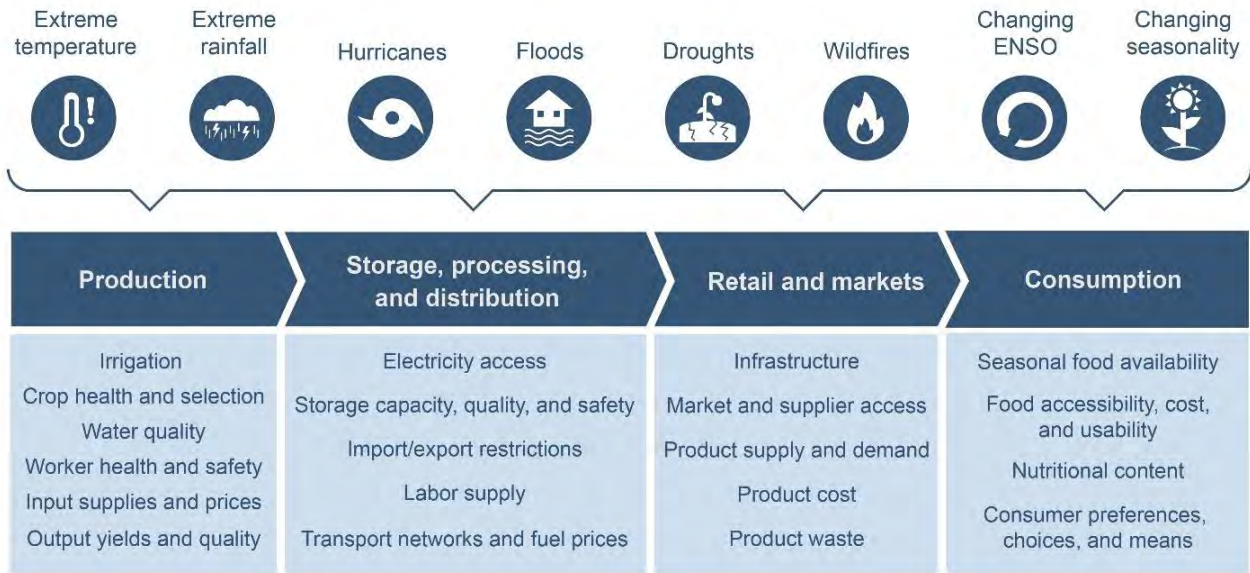 Extreme
temperature
Extreme
rainfall
Hurricanes
Floods
Droughts
Wildfires
Changing
ENSO
Changing
seasonality
Production
Storage, processing,
and distribution
Retail and markets
Consumption
Irrigation
Crop health and selection
Water quality
Worker health and safety
Input supplies and prices
Output yields and quality
Electricity access
Storage capacity, quality, and safety
Import/export restrictions
Labor supply
Transport networks and fuel prices
Infrastructure
Market and supplier access
Product supply and demand
Product cost
Product waste
Seasonal food availability
Food accessibility, cost,
and usability
Nutritional content
Consumer preferences,
choices, and means